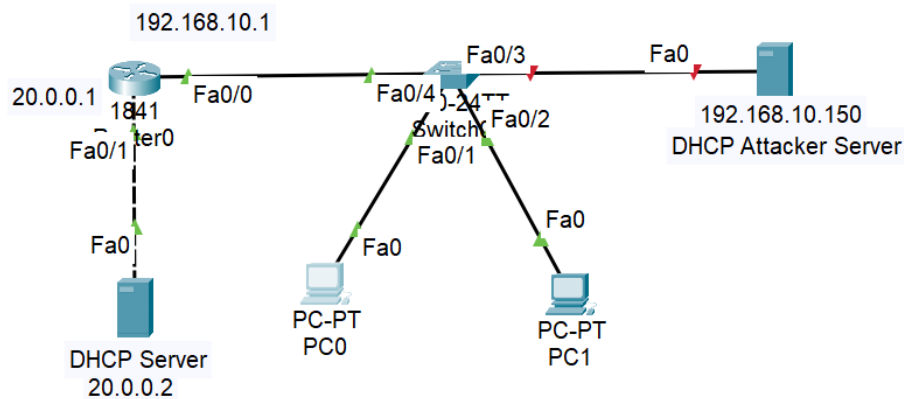 192.168.10.1
Fa0/3
Fa0
20.0.0.1
Fa0/0
Fa0/4
1841
Fa0/2
192.168.10.150
DHCP Attacker Server
Fa0/1
Fa0/1
Fa0
Fa0
Fa0
PC-PT
PC0
PC-PT
PC1
DHCP Server
20.0.0.2